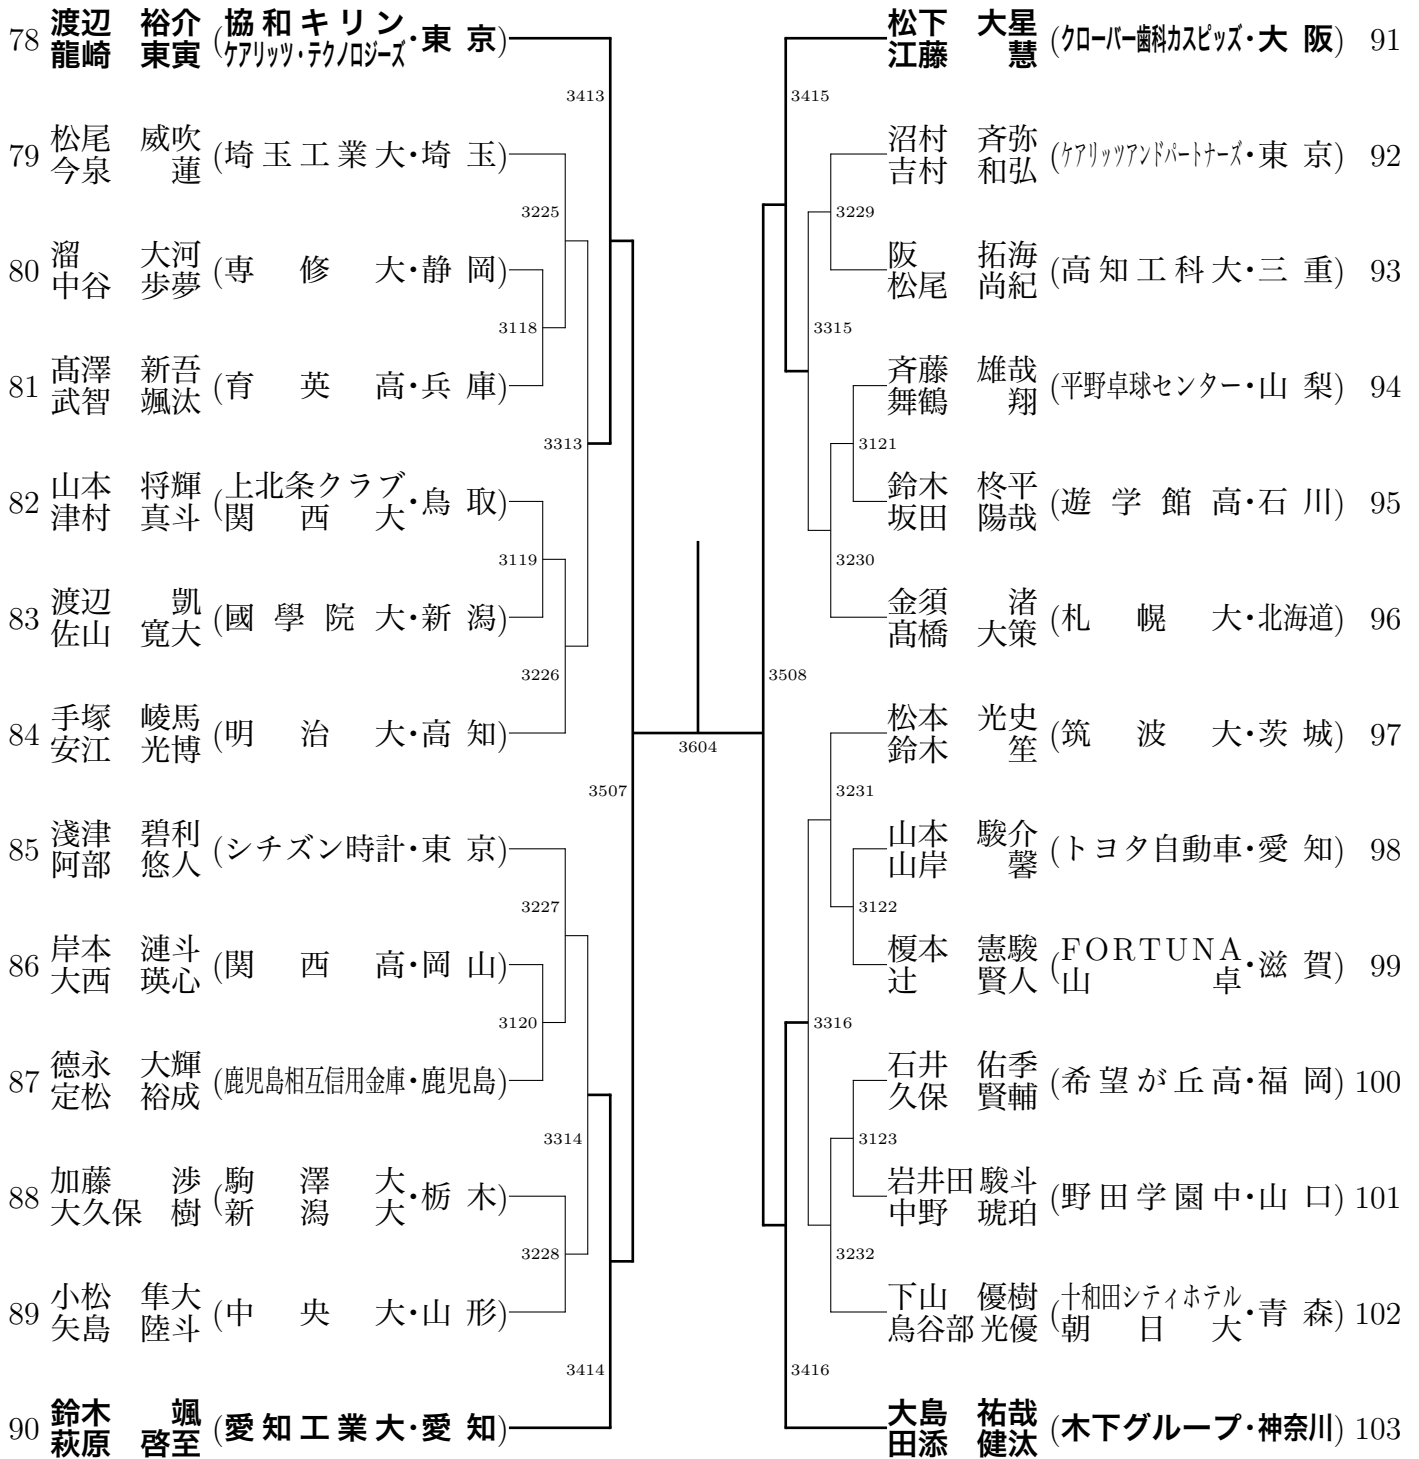 78 渡辺 裕介 (協和キリン・東京)
龍崎 東寅 ケアリッツ・テクノロジーズ
3413
79 松尾 威吹 (埼玉工業大・埼玉)
今泉 蓮
3225
80 溜 大河 (専修大・静岡)
中谷 歩夢
3118
81 髙澤 新吾 (育英高・兵庫)
武智 颯汰
3313
82 山本 将輝 (上北条クラブ・鳥取)
津村 真斗 関西大
3119
83 渡辺 凱 (國學院大・新潟)
佐山 寛大
3226
84 手塚 崚馬 (明治大・高知)
安江 光博
3507
85 淺津 碧利 (シチズン時計・東京)
阿部 悠人
3227
86 岸本 漣斗 (関西高・岡山)
大西 瑛心
3120
87 德永 大輝 (鹿児島相互信用金庫・鹿児島)
定松 裕成
3314
88 加藤 渉 (駒澤大・栃木)
大久保 樹 新潟大
3228
89 小松 隼大 (中央大・山形)
矢島 陸斗
3414
90 鈴木 颯 (愛知工業大・愛知)
萩原 啓至
3604
松下 大星 (クローバー歯科カスピッズ・大阪) 91
江藤 慧
3415
沼村 斉弥 (ケアリッツアンドパートナーズ・東京) 92
吉村 和弘
3229
阪 拓海 (高知工科大・三重) 93
松尾 尚紀
3315
斉藤 雄哉 (平野卓球センター・山梨) 94
舞鶴 翔
3121
鈴木 柊平 (遊学館高・石川) 95
坂田 陽哉
3230
金須 渚 (札幌大・北海道) 96
髙橋 大策
3508
松本 光史 (筑波大・茨城) 97
鈴木 笙
3231
山本 駿介 (トヨタ自動車・愛知) 98
山岸 馨
3122
榎本 憲駿 (FORTUNA・滋賀) 99
辻 賢人 山卓
3316
石井 佑季 (希望が丘高・福岡) 100
久保 賢輔
3123
岩井田 駿斗 (野田学園中・山口) 101
中野 琥珀
3232
下山 優樹 (十和田シティホテル・青森) 102
鳥谷部 光優 朝日大
3416
大島 祐哉 (木下グループ・神奈川) 103
田添 健汰